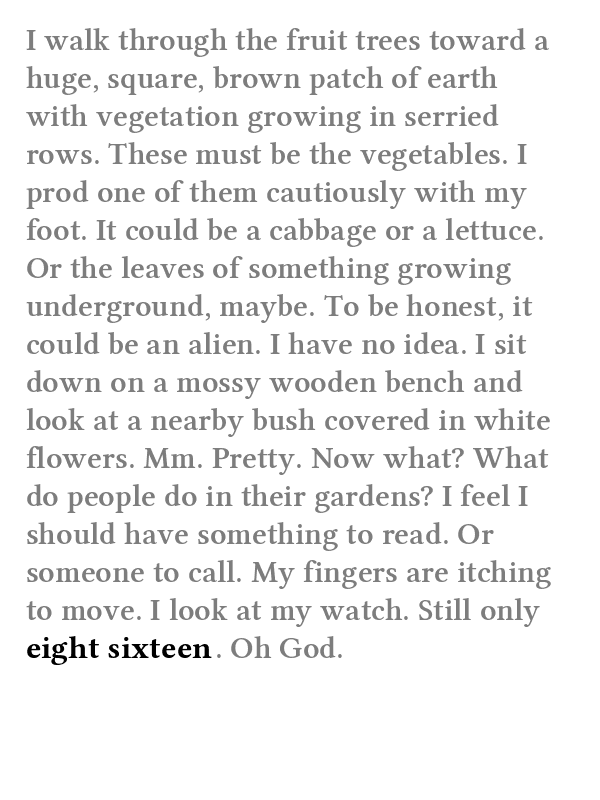 I walk through the fruit trees toward a
huge, square, brown patch of earth
with vegetation growing in serried
rows. These must be the vegetables. I
prod one of them cautiously with my
foot. It could be a cabbage or a lettuce.
Or the leaves of something growing
underground, maybe. To be honest, it
could be an alien. I have no idea. I sit
down on a mossy wooden bench and
look at a nearby bush covered in white
flowers. Mm. Pretty. Now what? What
do people do in their gardens? I feel I
should have something to read. Or
someone to call. My fingers are itching
to move. I look at my watch. Still only
eight sixteen. Oh God.